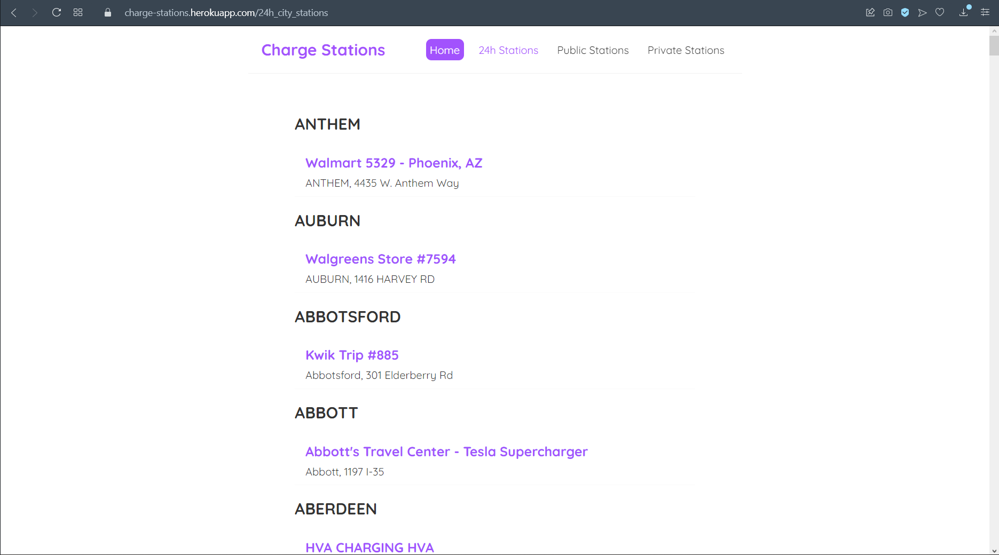 charge-stations.herokuapp.com/24h_city_stations
Charge Stations Home 24h Stations Public Stations Private Stations
ANTHEM
Walmart 5329 - Phoenix, AZ
ANTHEM, 4435 W. Anthem Way
AUBURN
Walgreens Store #7594
AUBURN, 1416 HARVEY RD
ABBOTSFORD
Kwik Trip #885
Abbotsford, 301 Elderberry Rd
ABBOTT
Abbott's Travel Center - Tesla Supercharger
Abbott, 1197 I-35
ABERDEEN
HVA CHARGING HVA